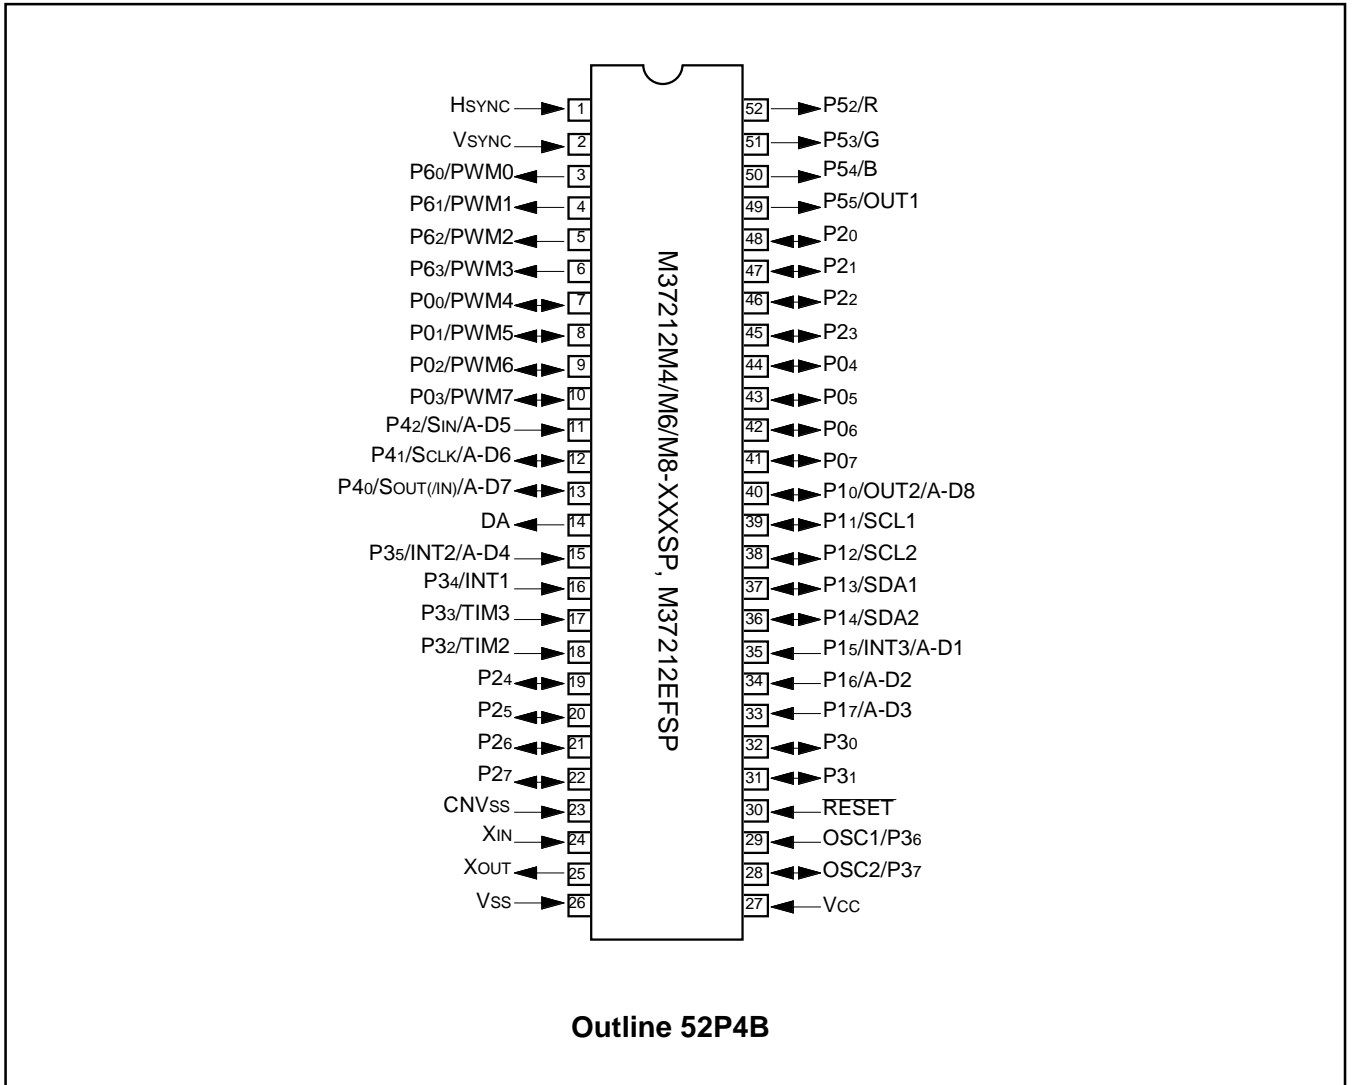 HSYNC 1 52 P52/R
VSYNC 2 51 P53/G
P60/PWM0 3 50 P54/B
P61/PWM1 4 49 P55/OUT1
P62/PWM2 5 48 P20
P63/PWM3 6 47 P21
P00/PWM4 7 46 P22
P01/PWM5 8 45 P23
P02/PWM6 9 44 P04
P03/PWM7 10 43 P05
P42/SIN/A-D5 11 42 P06
P41/SCLK/A-D6 12 41 P07
P40/SOUT(/IN)/A-D7 13 40 P10/OUT2/A-D8
DA 14 39 P11/SCL1
P35/INT2/A-D4 15 38 P12/SCL2
P34/INT1 16 37 P13/SDA1
P33/TIM3 17 36 P14/SDA2
P32/TIM2 18 35 P15/INT3/A-D1
P24 19 34 P16/A-D2
P25 20 33 P17/A-D3
P26 21 32 P30
P27 22 31 P31
CNVSS 23 30 RESET
XIN 24 29 OSC1/P36
XOUT 25 28 OSC2/P37
VSS 26 27 VCC
M37212M4/M6/M8-XXXSP, M37212EFSP
Outline 52P4B